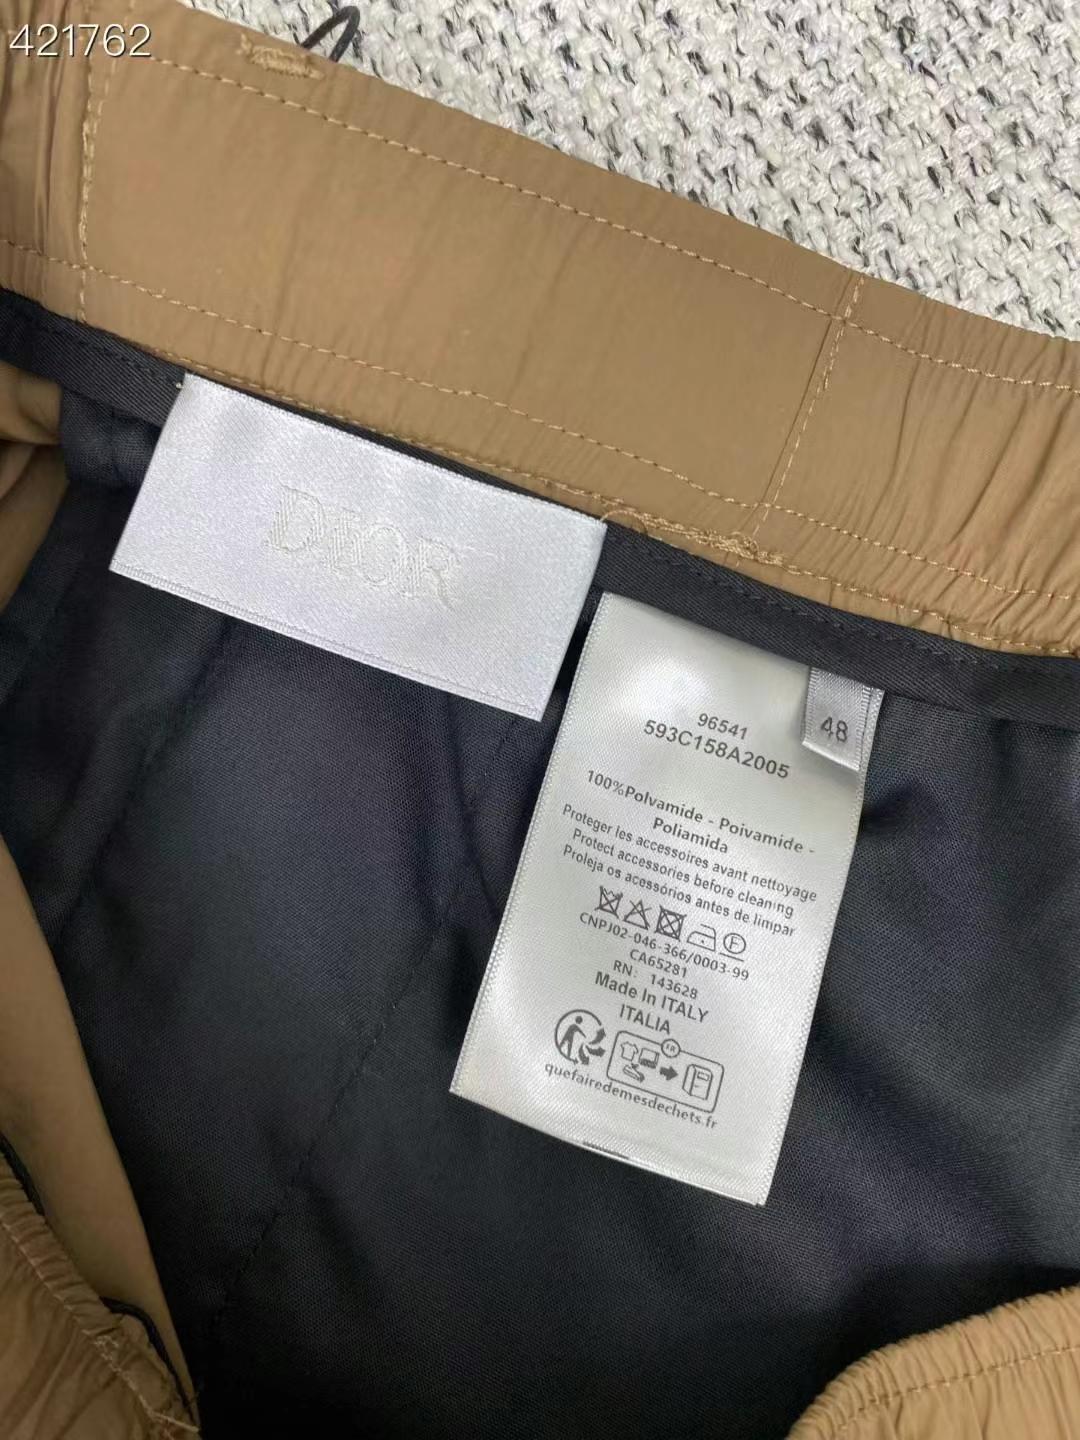 421762
DIOR
48
96541
593C158A2005
100%Polvamide - Poivamide -
Poliamida
Proteger les accessoires avant nettoyage
Protect accessories before cleaning
Proleja os acessórios antes de limpar
F
CNPJ02-046-366/0003-99
CA65281
RN: 143628
Made In ITALY
ITALIA
FR
quefairedemesdechets.fr